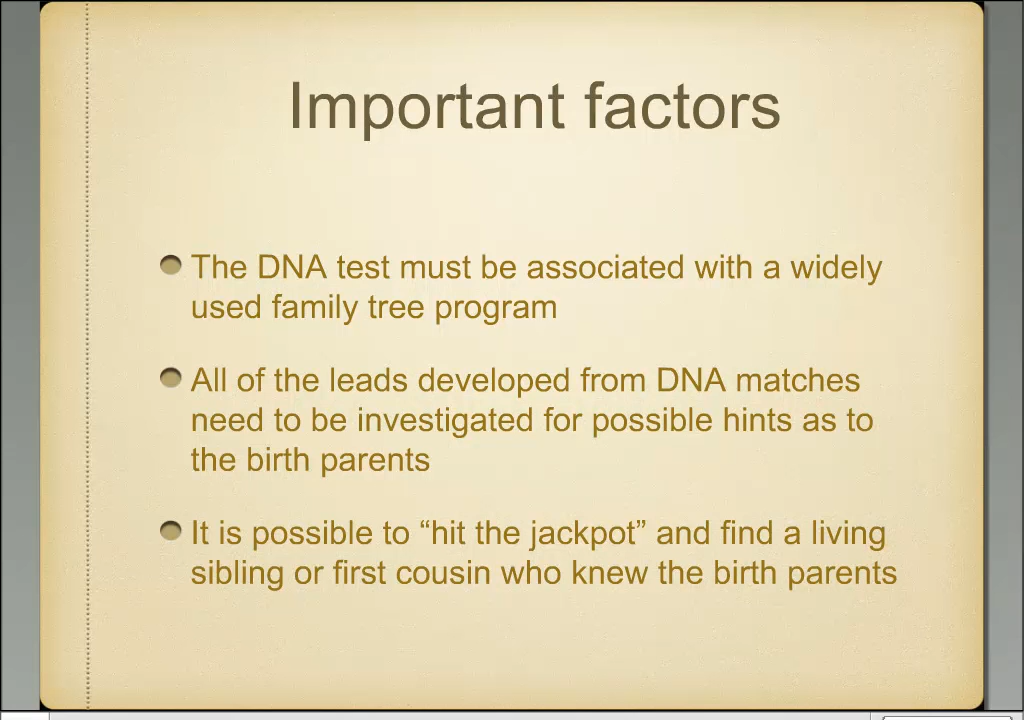 Important factors
The DNA test must be associated with a widely
used family tree program
All of the leads developed from DNA matches
need to be investigated for possible hints as to
the birth parents
It is possible to “hit the jackpot” and find a living
sibling or first cousin who knew the birth parents